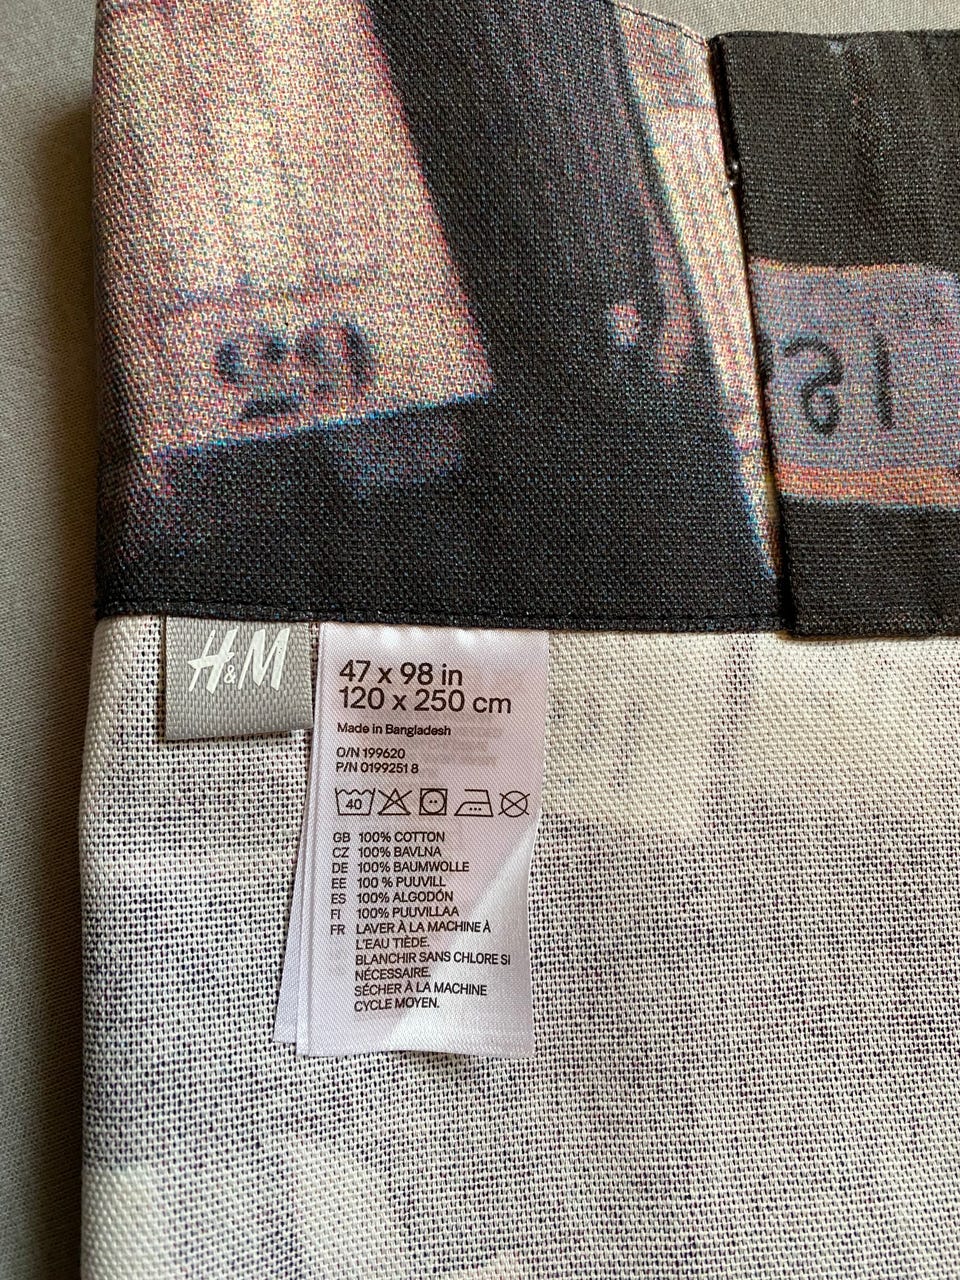 H&M
47 x 98 in
120 x 250 cm
Made in Bangladesh
O/N 199620
P/N 0199251 8
40
GB 100% COTTON
CZ 100% BAVLNA
DE 100% BAUMWOLLE
EE 100 % PUUVILL
ES 100% ALGODÓN
FI 100% PUUVILLAA
FR LAVER À LA MACHINE À
L'EAU TIÈDE.
BLANCHIR SANS CHLORE SI
NÉCESSAIRE.
SÉCHER À LA MACHINE
CYCLE MOYEN.